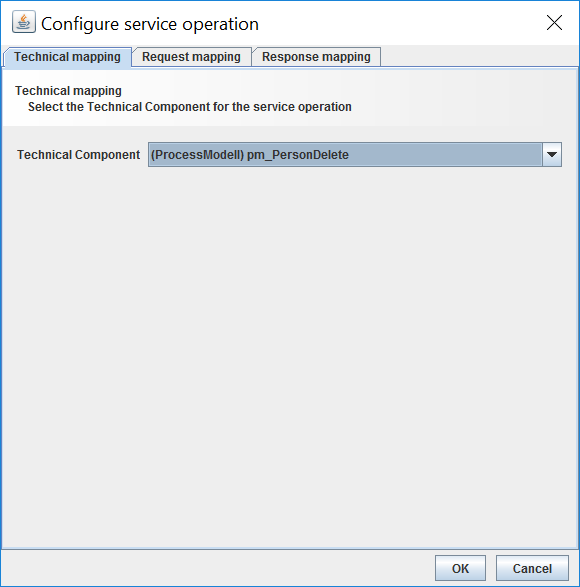 Configure service operation
Technical mapping Request mapping Response mapping
Technical mapping
Select the Technical Component for the service operation
Technical Component (ProcessModell) pm_PersonDelete
OK Cancel